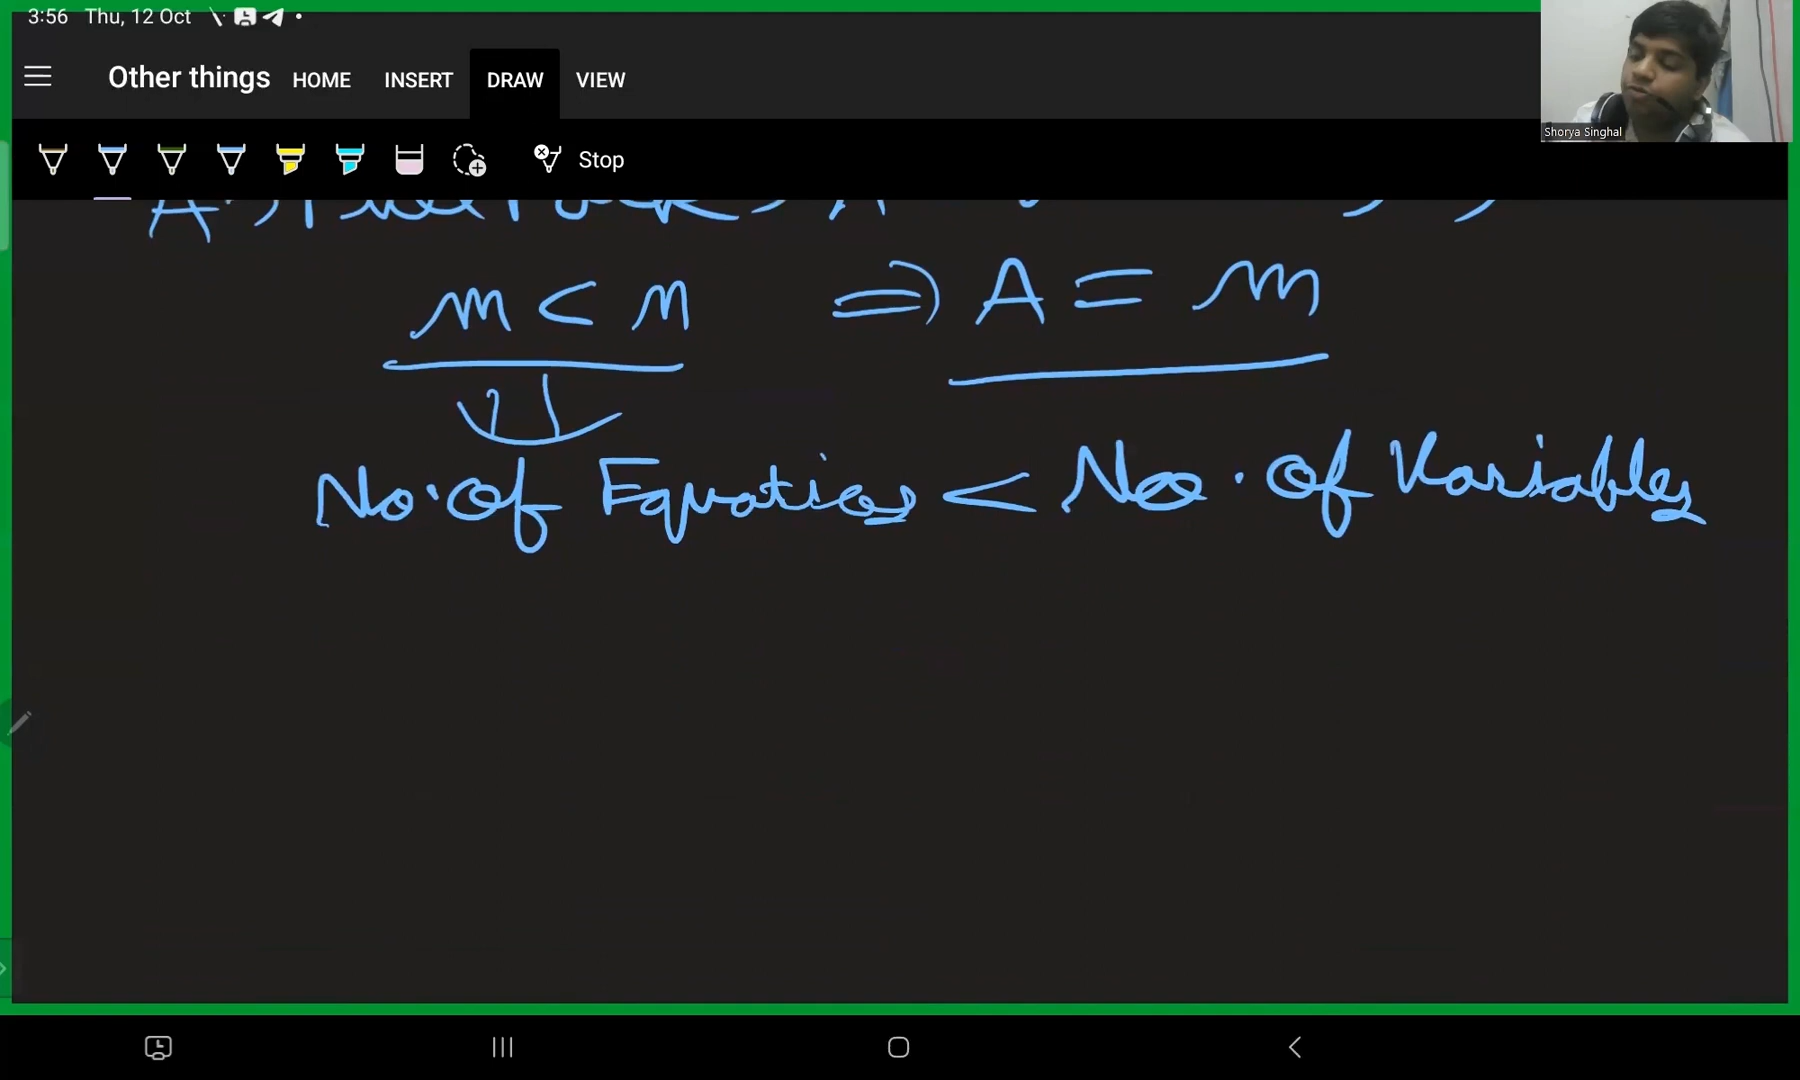 3:56 Thu, 12 Oct
Shorya Singhal
Other things HOME INSERT DRAW VIEW
Stop
m < n ⇒ A = m
No. of Equations < No. of Variables